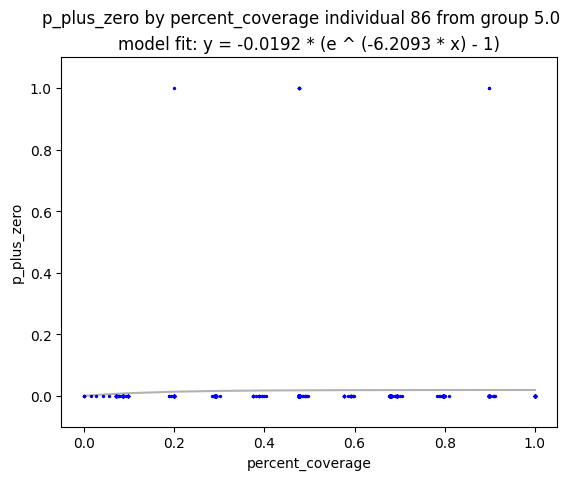 p_plus_zero by percent_coverage individual 86 from group 5.0
model fit: y = -0.0192 * (e ^ (-6.2093 * x) - 1)
1.0
0.8
0.6
0.4
0.2
0.0
p_plus_zero
0.0 0.2 0.4 0.6 0.8 1.0
percent_coverage